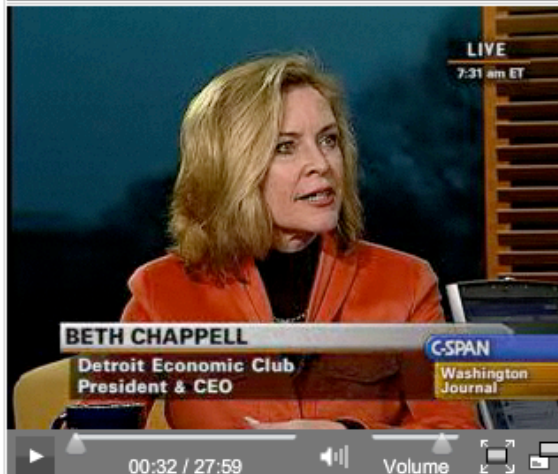 LIVE
7:31 am ET
BETH CHAPPELL
Detroit Economic Club
President & CEO
C-SPAN
Washington
Journal
00:32 / 27:59
Volume